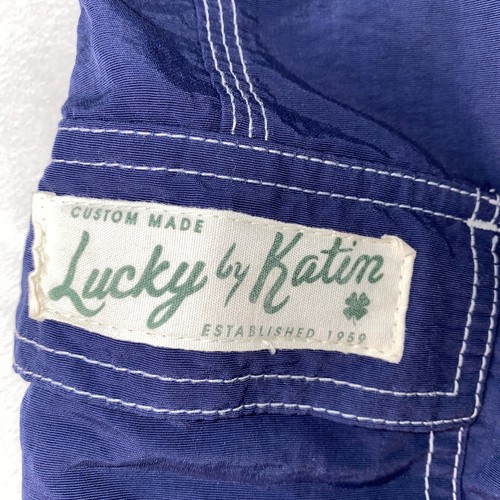 CUSTOM MADE
Lucky by Katin
ESTABLISHED 1959